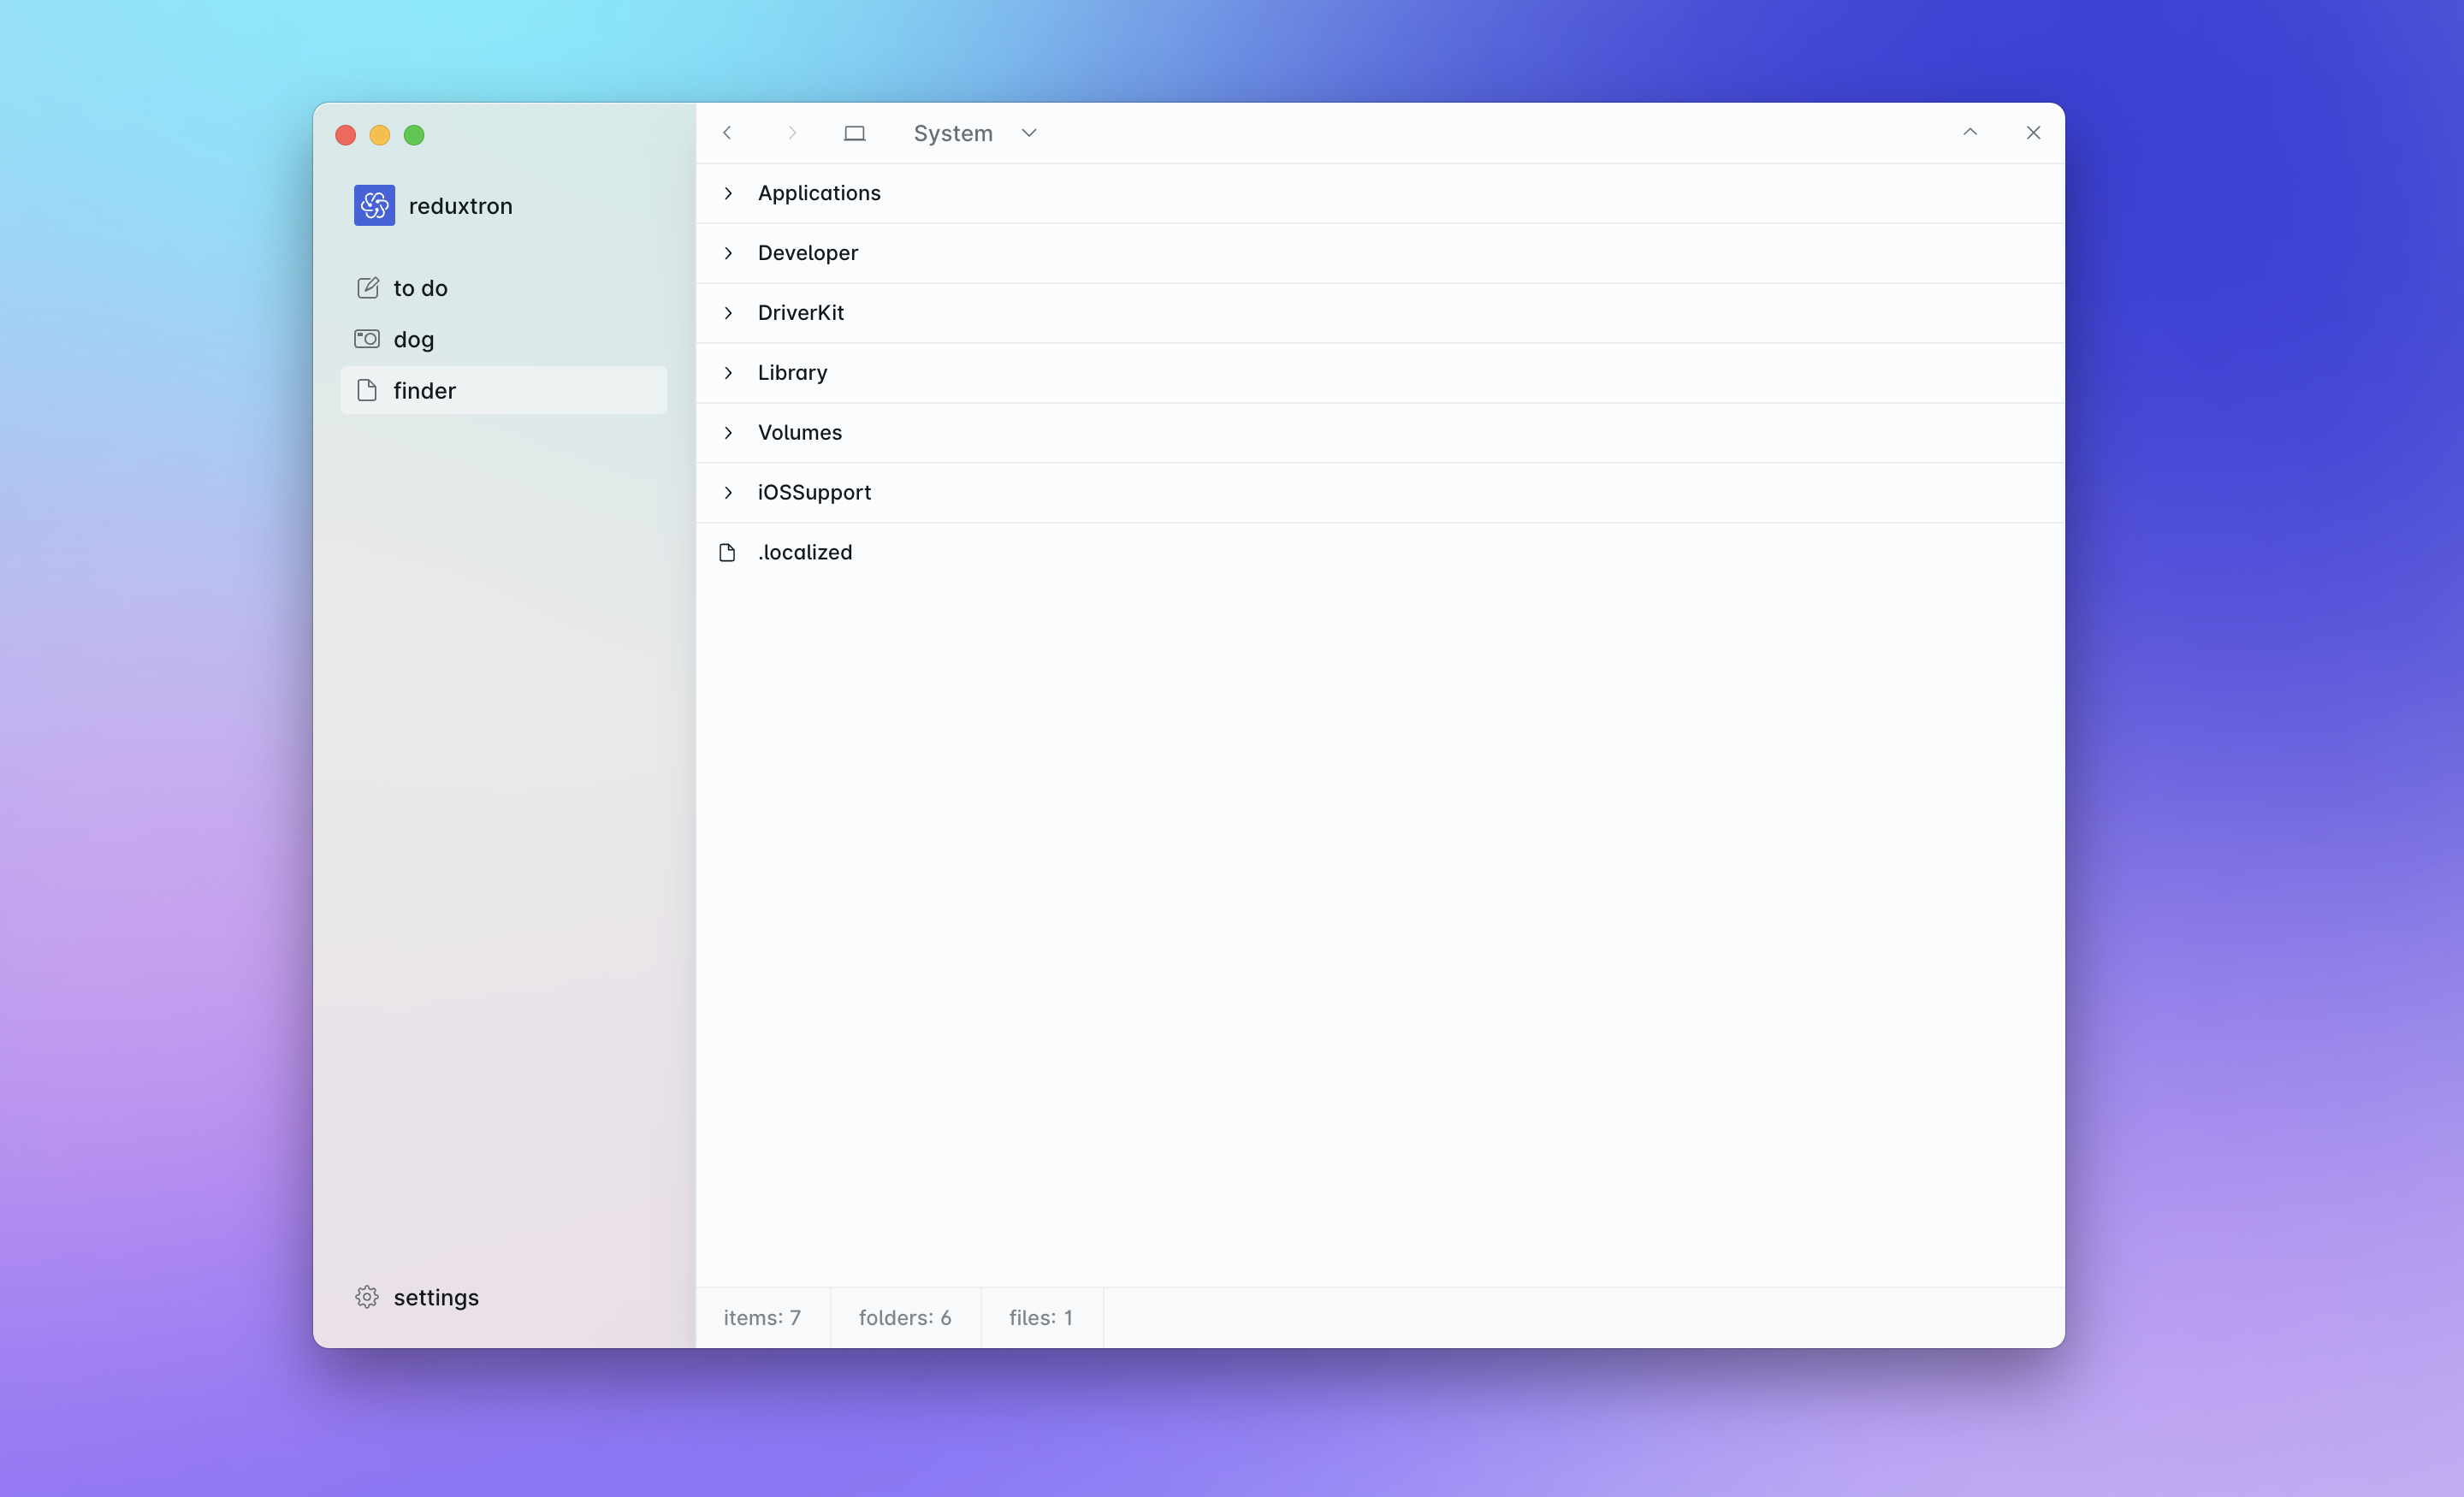 reduxtron
to do
dog
finder
settings
System
Applications
Developer
DriverKit
Library
Volumes
iOSSupport
.localized
items: 7
folders: 6
files: 1